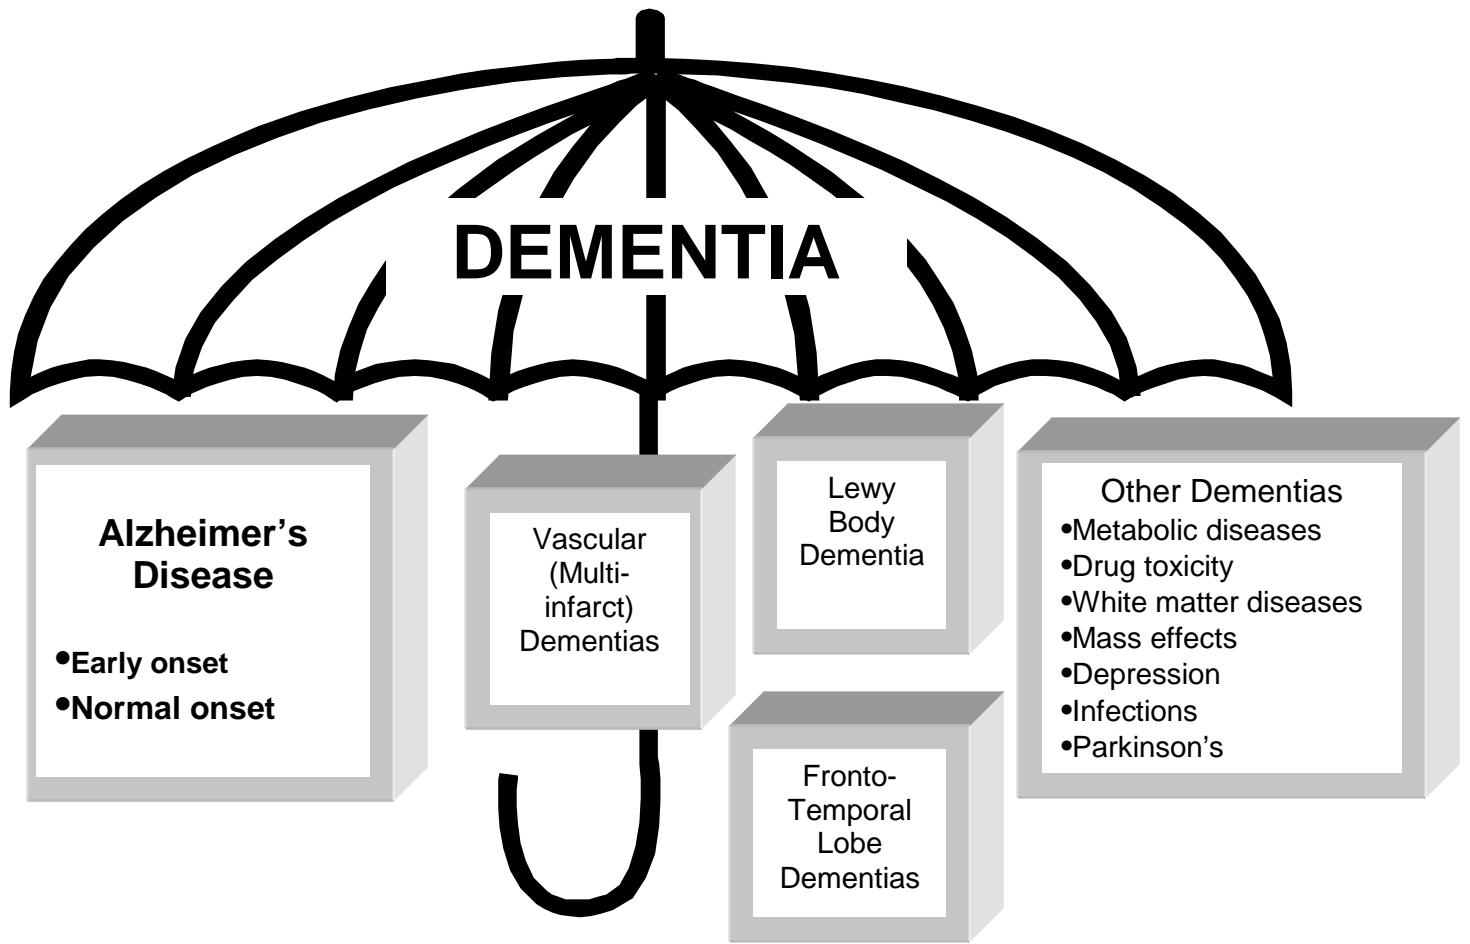 DEMENTIA
Alzheimer’s
Disease
•Early onset
•Normal onset
Vascular
(Multi-
infarct)
Dementias
Lewy
Body
Dementia
Fronto-
Temporal
Lobe
Dementias
Other Dementias
•Metabolic diseases
•Drug toxicity
•White matter diseases
•Mass effects
•Depression
•Infections
•Parkinson’s